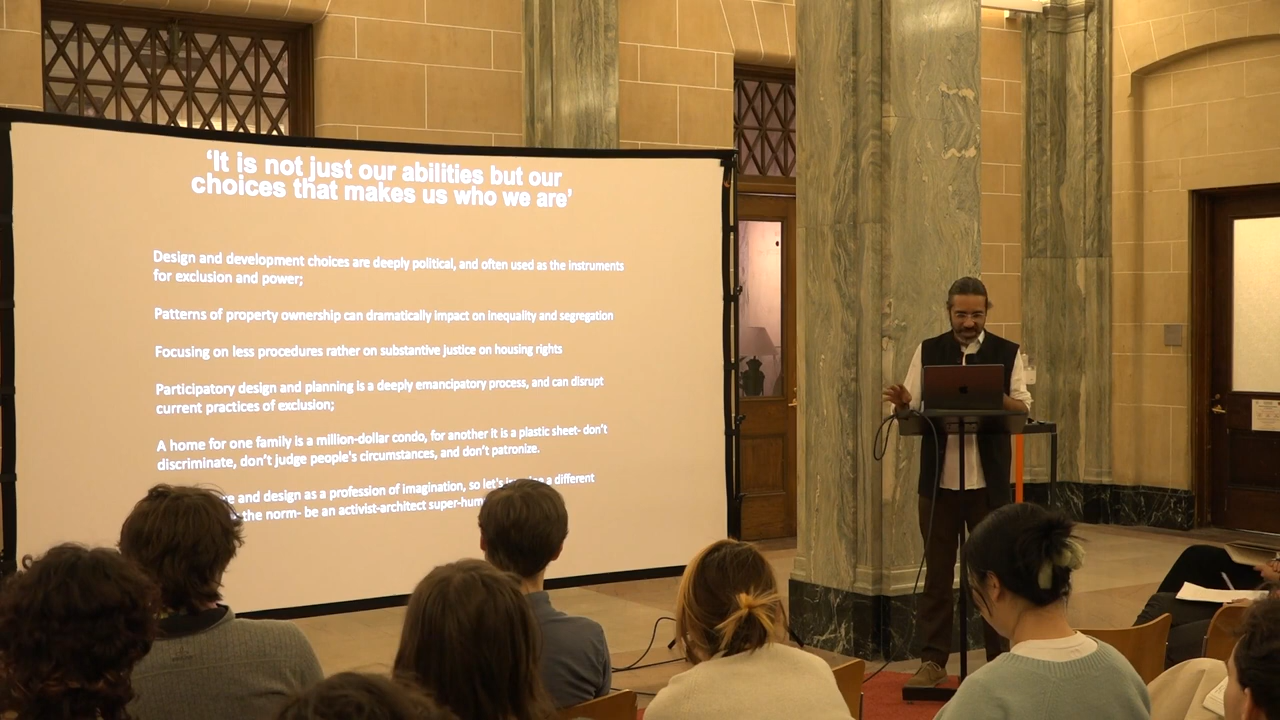 ‘It is not just our abilities but our
choices that makes us who we are’
Design and development choices are deeply political, and often used as the instruments
for exclusion and power;
Patterns of property ownership can dramatically impact on inequality and segregation
Focusing on less procedures rather on substantive justice on housing rights
Participatory design and planning is a deeply emancipatory process, and can disrupt
current practices of exclusion;
A home for one family is a million-dollar condo, for another it is a plastic sheet- don't
discriminate, don’t judge people's circumstances, and don’t patronize.
and design as a profession of imagination, so let's a different
the norm- be an activist-architect